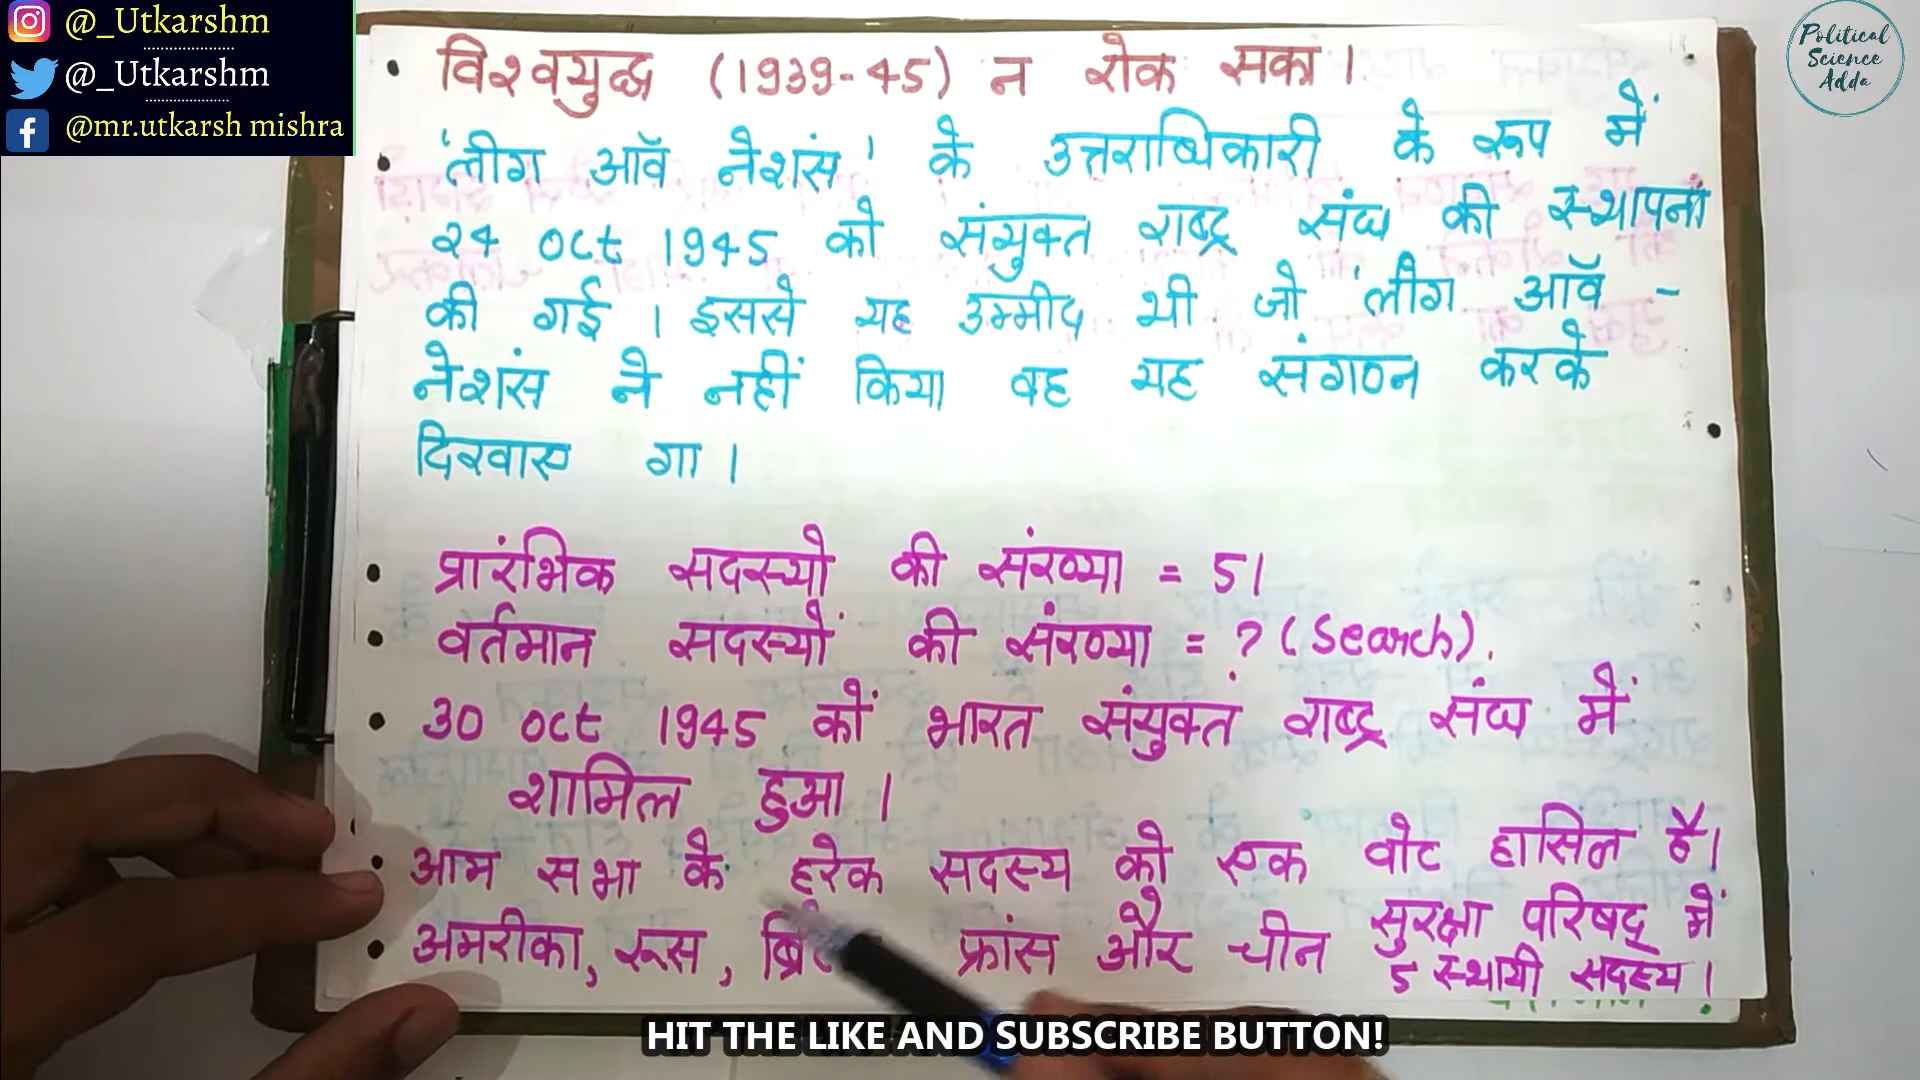 @_Utkarshm
@_Utkarshm
@mr.utkarsh mishra
Political
Science
Adda
• विश्वयुद्ध (1939-45) न रोक सका।
• 'लीग ऑव नेशंस' के उत्तराधिकारी के रूप में
24 Oct 1945 को संयुक्त राष्ट्र संघ की स्थापना
की गई । इससे यह उम्मीद थी जो 'लीग ऑव -
नेशंस ने नहीं किया वह यह संगठन करके
दिखाए गा।
• प्रारंभिक सदस्यो की संख्या = 51
• वर्तमान सदस्यों की संख्या = ? (Search).
• 30 Oct 1945 कों भारत संयुक्त राष्ट्र संघ में
शामिल हुआ।
• आम सभा के हरेक सदस्य को एक वोट हासिल है।
• अमरीका, रूस, फ्रांस और चीन सुरक्षा परिषद् में
5 स्थायी सदस्य।
HIT THE LIKE AND SUBSCRIBE BUTTON!